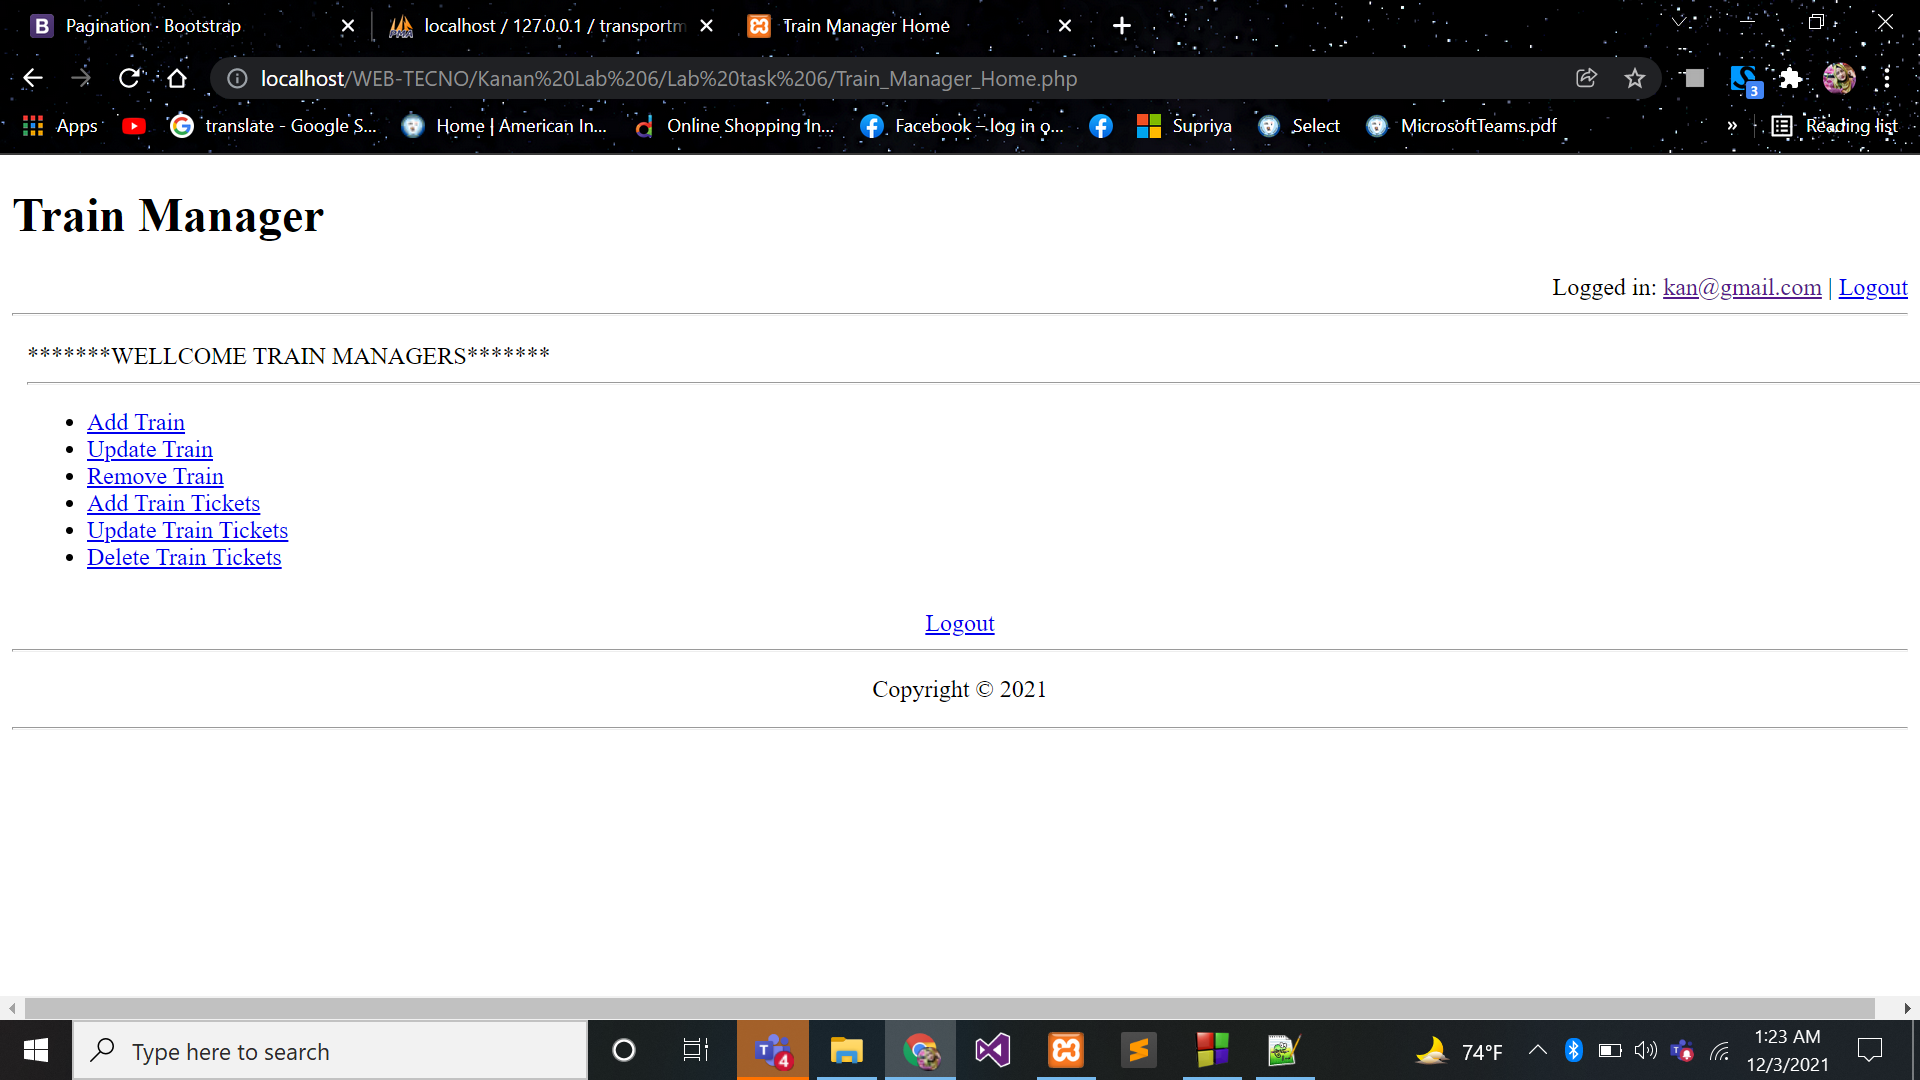 Pagination · Bootstrap
localhost / 127.0.0.1 / transportm
Train Manager Home
localhost/WEB-TECNO/Kanan%20Lab%206/Lab%20task%206/Train_Manager_Home.php
3
Apps
translate - Google S...
Home | American In...
Online Shopping In...
Facebook – log in o...
Supriya
Select
MicrosoftTeams.pdf
»
Reading list
Train Manager
Logged in: kan@gmail.com | Logout
*******WELLCOME TRAIN MANAGERS*******
Add Train
Update Train
Remove Train
Add Train Tickets
Update Train Tickets
Delete Train Tickets
Logout
Copyright © 2021
Type here to search
4
74°F
1:23 AM
12/3/2021